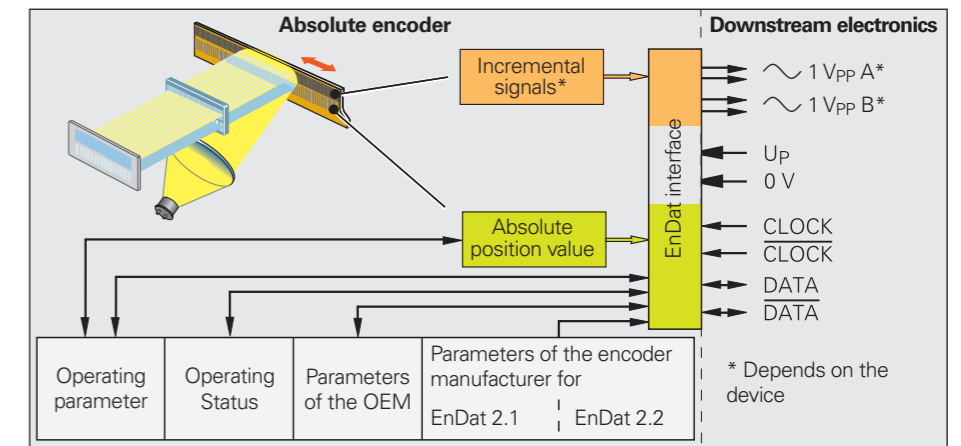 Absolute encoder
Downstream electronics
Incremental
signals*
1 VPP A*
1 VPP B*
EnDat interface
UP
0 V
Absolute
position value
CLOCK
CLOCK
DATA
DATA
Operating
parameter
Operating
Status
Parameters
of the OEM
Parameters of the encoder
manufacturer for
EnDat 2.1
EnDat 2.2
* Depends on the
device